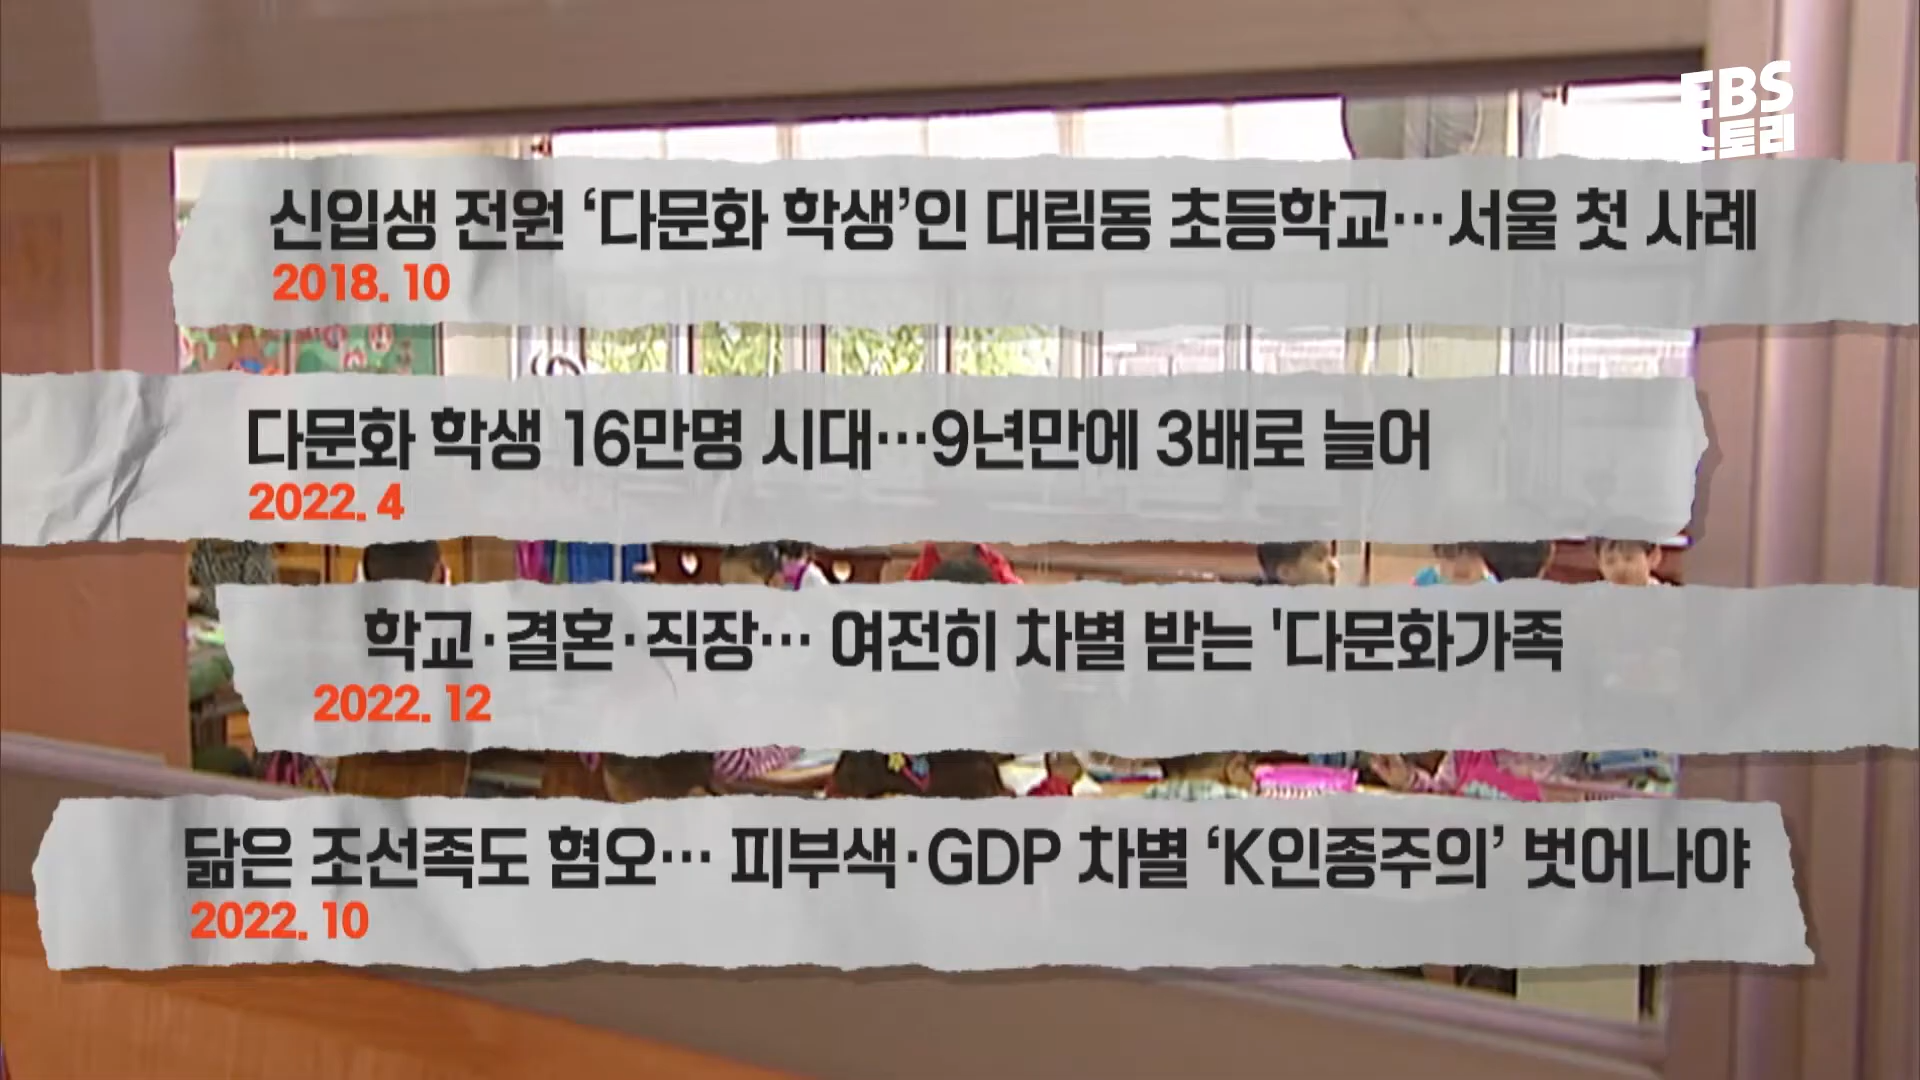 EBS
스토리
신입생 전원 ‘다문화 학생’인 대림동 초등학교…서울 첫 사례
2018. 10
다문화 학생 16만명 시대…9년만에 3배로 늘어
2022. 4
학교·결혼·직장… 여전히 차별 받는 '다문화가족
2022. 12
닮은 조선족도 혐오… 피부색·GDP 차별 ‘K인종주의’ 벗어나야
2022. 10